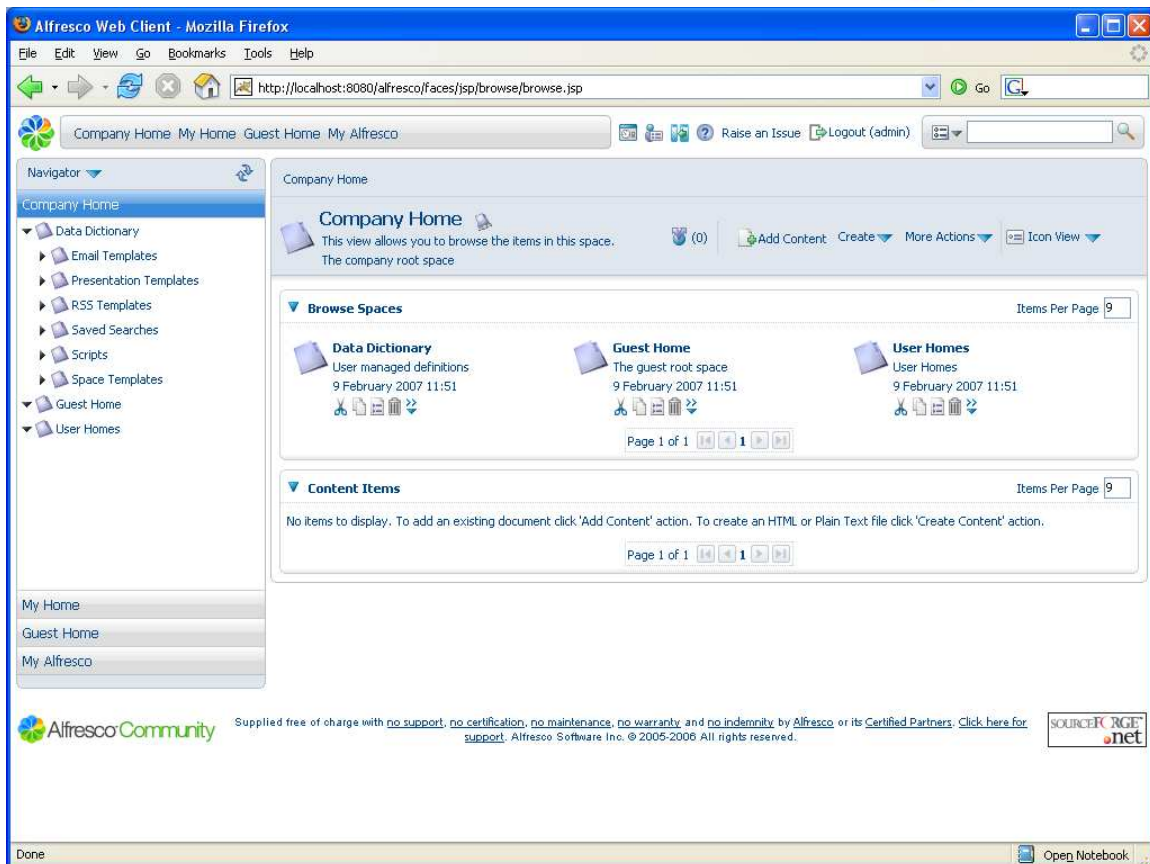 Alfresco Web Client - Mozilla Firefox
File Edit View Go Bookmarks Tools Help
http://localhost:8080/alfresco/faces/jsp/browse/browse.jsp
Go
G
Company Home My Home Guest Home My Alfresco
Raise an Issue Logout (admin)
Navigator
Company Home
Data Dictionary
Email Templates
Presentation Templates
RSS Templates
Saved Searches
Scripts
Space Templates
Guest Home
User Homes
My Home
Guest Home
My Alfresco
Company Home
Company Home
This view allows you to browse the items in this space.
The company root space
(0)
Add Content Create More Actions Icon View
Browse Spaces
Items Per Page 9
Data Dictionary
User managed definitions
9 February 2007 11:51
Guest Home
The guest root space
9 February 2007 11:51
User Homes
User Homes
9 February 2007 11:51
Page 1 of 1 1
Content Items
Items Per Page 9
No items to display. To add an existing document click 'Add Content' action. To create an HTML or Plain Text file click 'Create Content' action.
Page 1 of 1 1
Alfresco Community
Supplied free of charge with no support, no certification, no maintenance, no warranty and no indemnity by Alfresco or its Certified Partners. Click here for
support. Alfresco Software Inc. © 2005-2006 All rights reserved.
SOURCEFORGE
.net
Done
Open Notebook